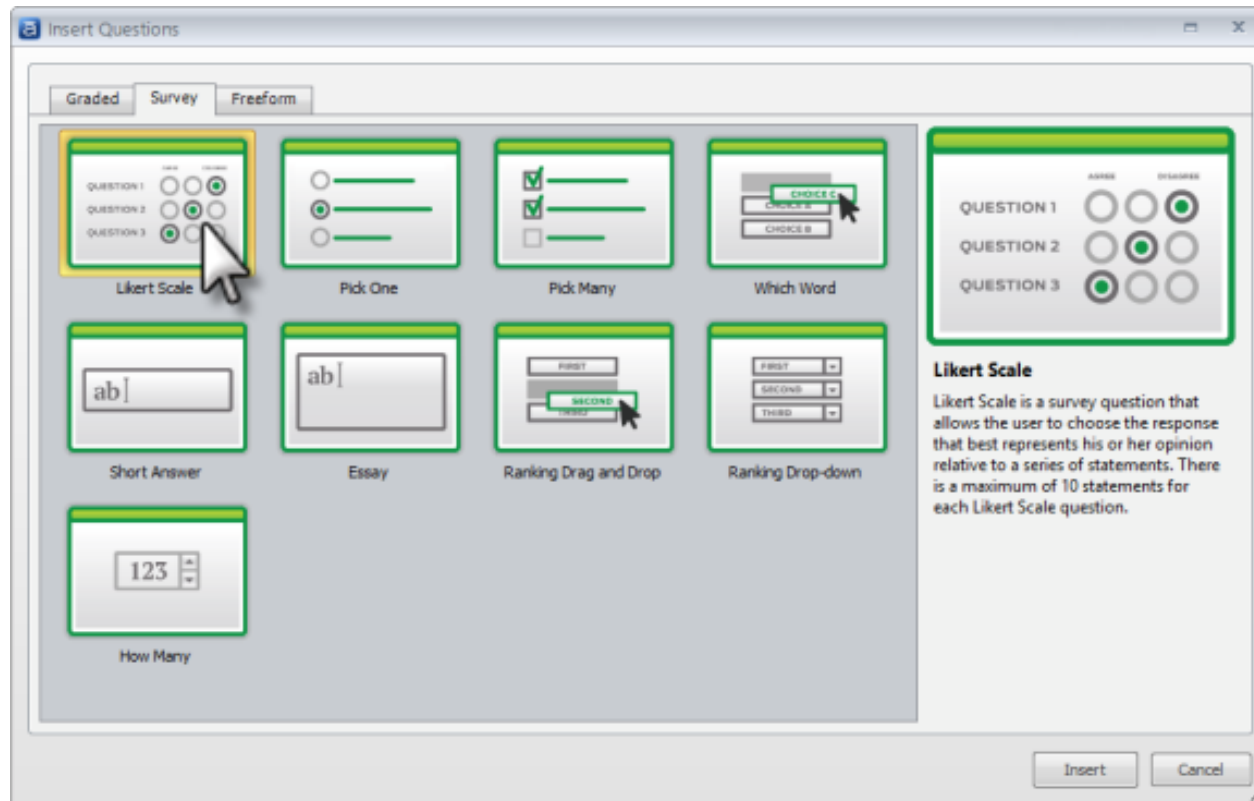 Insert Questions
Graded Survey Freeform
QUESTION 1
QUESTION 2
QUESTION 3
Likert Scale
Pick One
Pick Many
CHOICE C
CHOICE B
Which Word
ab
Short Answer
ab
Essay
FIRST
SECOND
THIRD
Ranking Drag and Drop
FIRST
SECOND
THIRD
Ranking Drop-down
123
How Many
AGREE DISAGREE
QUESTION 1
QUESTION 2
QUESTION 3
Likert Scale
Likert Scale is a survey question that
allows the user to choose the response
that best represents his or her opinion
relative to a series of statements. There
is a maximum of 10 statements for
each Likert Scale question.
Insert Cancel